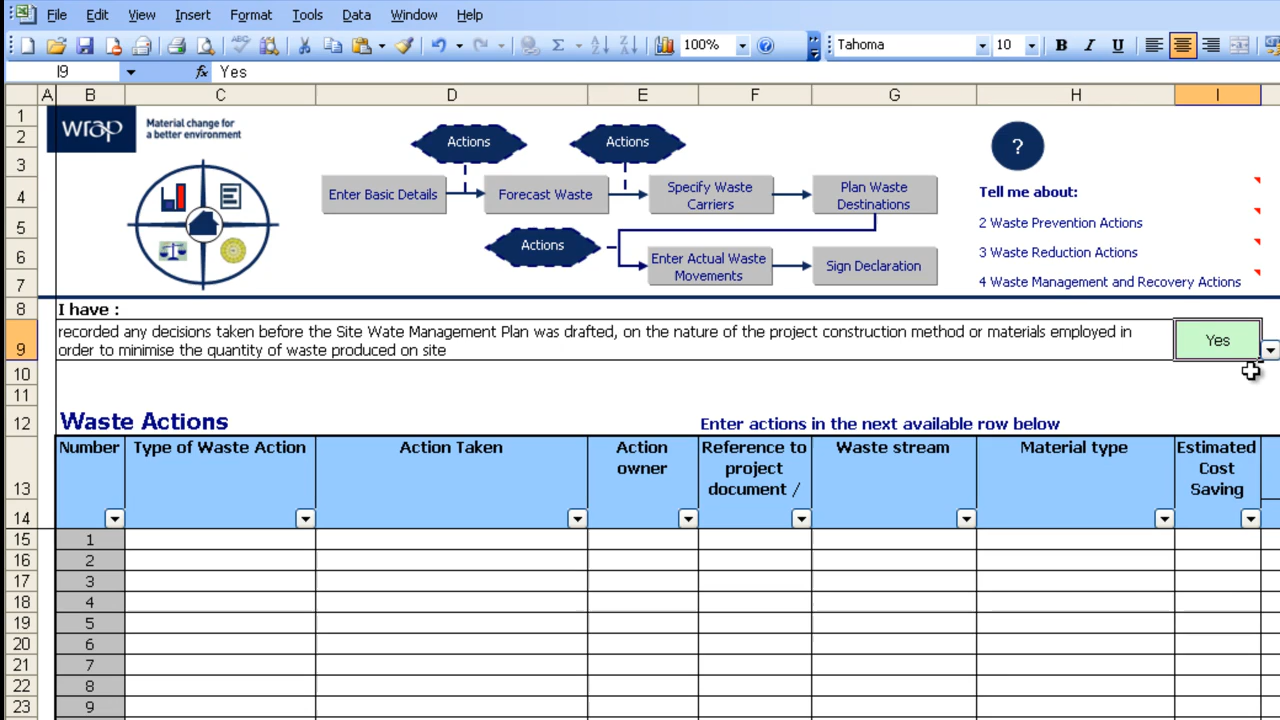 File Edit View Insert Format Tools Data Window Help
100% Tahoma 10 B I U
I9 fx Yes
A B C D E F G H I
1
wrap Material change for
a better environment
2
Actions Actions
?
3
4
Enter Basic Details Forecast Waste Specify Waste
Carriers Plan Waste
Destinations
Tell me about:
5
2 Waste Prevention Actions
6
Actions Enter Actual Waste
Movements Sign Declaration
3 Waste Reduction Actions
7
4 Waste Management and Recovery Actions
8 I have :
9 recorded any decisions taken before the Site Wate Management Plan was drafted, on the nature of the project construction method or materials employed in
order to minimise the quantity of waste produced on site Yes
10
11
12 Waste Actions Enter actions in the next available row below
13 Number Type of Waste Action Action Taken Action
owner Reference to
project
document / Waste stream Material type Estimated
Cost
Saving
14
15 1
16 2
17 3
18 4
19 5
20 6
21 7
22 8
23 9